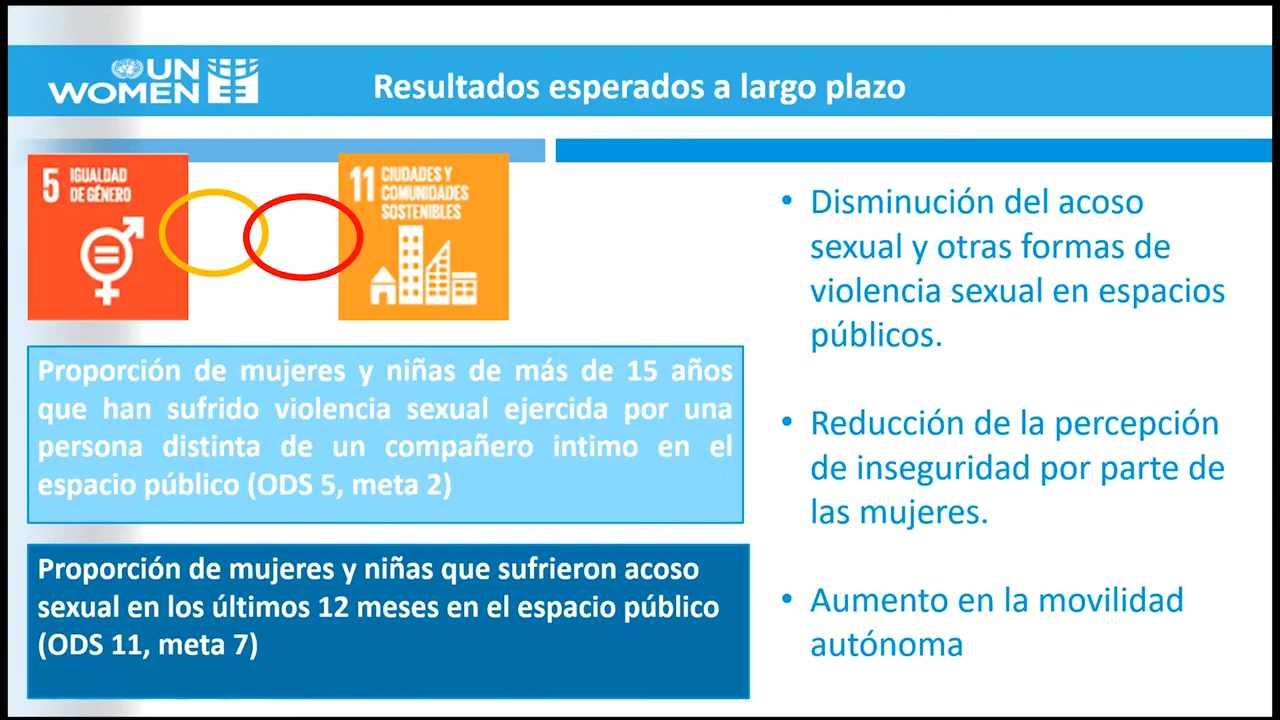 UN
WOMEN
Resultados esperados a largo plazo
5 IGUALDAD
DE GÉNERO
11 CIUDADES Y
COMUNIDADES
SOSTENIBLES
Proporción de mujeres y niñas de más de 15 años
que han sufrido violencia sexual ejercida por una
persona distinta de un compañero intimo en el
espacio público (ODS 5, meta 2)
Proporción de mujeres y niñas que sufrieron acoso
sexual en los últimos 12 meses en el espacio público
(ODS 11, meta 7)
• Disminución del acoso
sexual y otras formas de
violencia sexual en espacios
públicos.
• Reducción de la percepción
de inseguridad por parte de
las mujeres.
• Aumento en la movilidad
autónoma